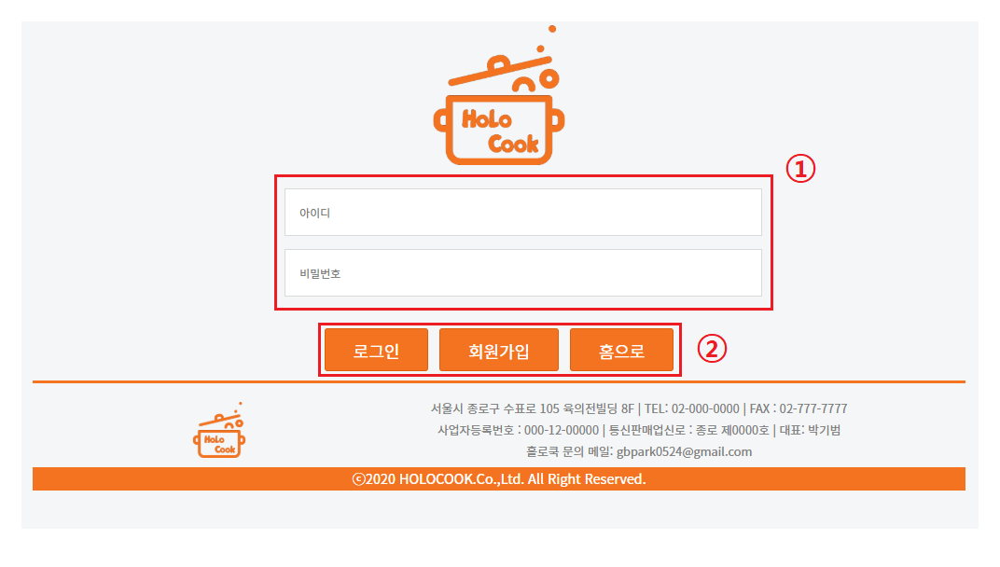 HoLo
Cook
①
아이디
비밀번호
로그인 회원가입 홈으로 ②
서울시 종로구 수표로 105 육의전빌딩 8F | TEL: 02-000-0000 | FAX : 02-777-7777
HoLo
Cook
사업자등록번호 : 000-12-00000 | 통신판매업신로 : 종로 제0000호 | 대표: 박기범
홀로쿡 문의 메일: gbpark0524@gmail.com
ⓒ2020 HOLOCOOK.Co.,Ltd. All Right Reserved.